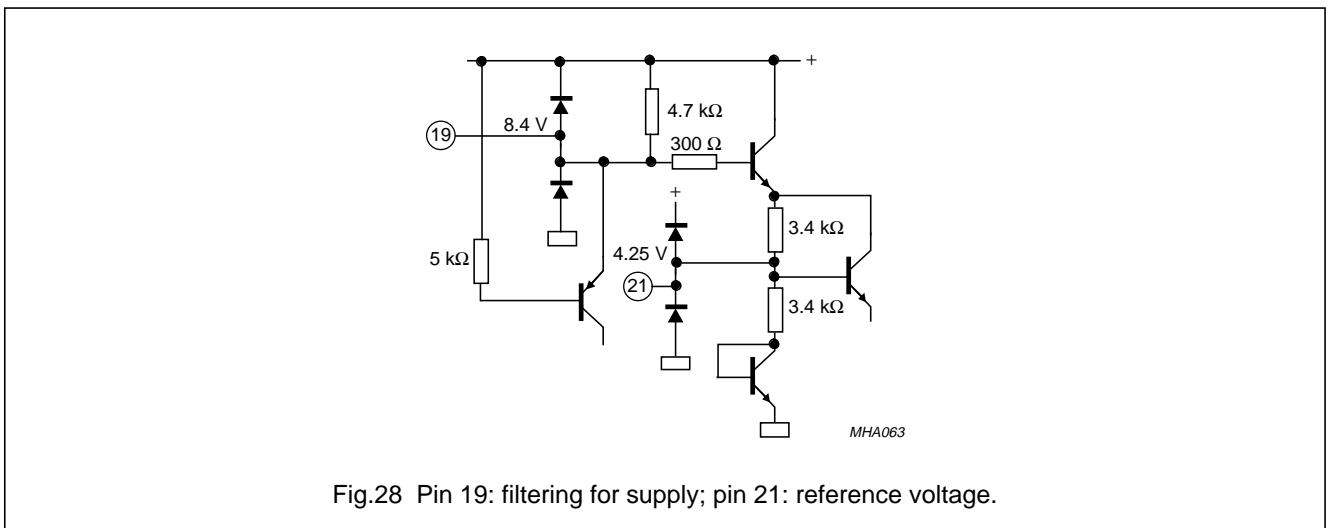 +
4.7 kΩ
8.4 V
19
300 Ω
+
3.4 kΩ
5 kΩ
4.25 V
21
3.4 kΩ
MHA063
Fig.28 Pin 19: filtering for supply; pin 21: reference voltage.